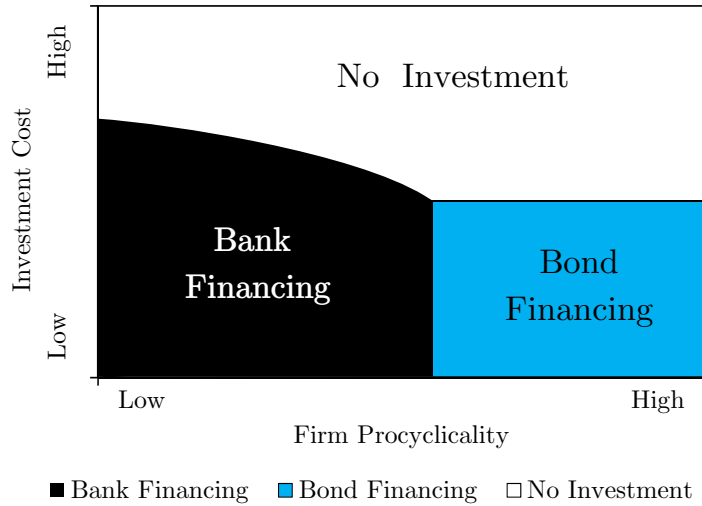 High
No Investment
Investment Cost
Bank
Financing
Bond
Financing
Low
Low
High
Firm Procyclicality
Bank Financing
Bond Financing
No Investment